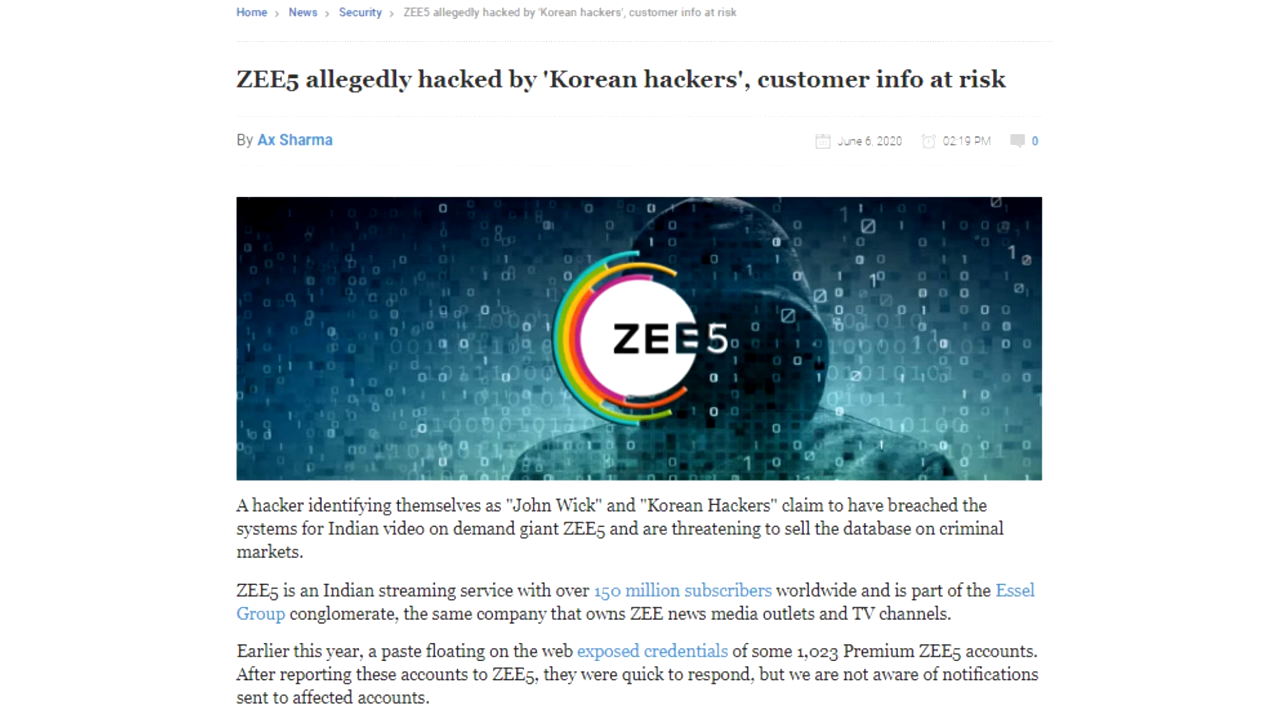 Home › News › Security › ZEE5 allegedly hacked by 'Korean hackers', customer info at risk
ZEE5 allegedly hacked by 'Korean hackers', customer info at risk
By Ax Sharma
June 6, 2020 02:19 PM 0
ZEE5
A hacker identifying themselves as "John Wick" and "Korean Hackers" claim to have breached the
systems for Indian video on demand giant ZEE5 and are threatening to sell the database on criminal
markets.
ZEE5 is an Indian streaming service with over 150 million subscribers worldwide and is part of the Essel
Group conglomerate, the same company that owns ZEE news media outlets and TV channels.
Earlier this year, a paste floating on the web exposed credentials of some 1,023 Premium ZEE5 accounts.
After reporting these accounts to ZEE5, they were quick to respond, but we are not aware of notifications
sent to affected accounts.